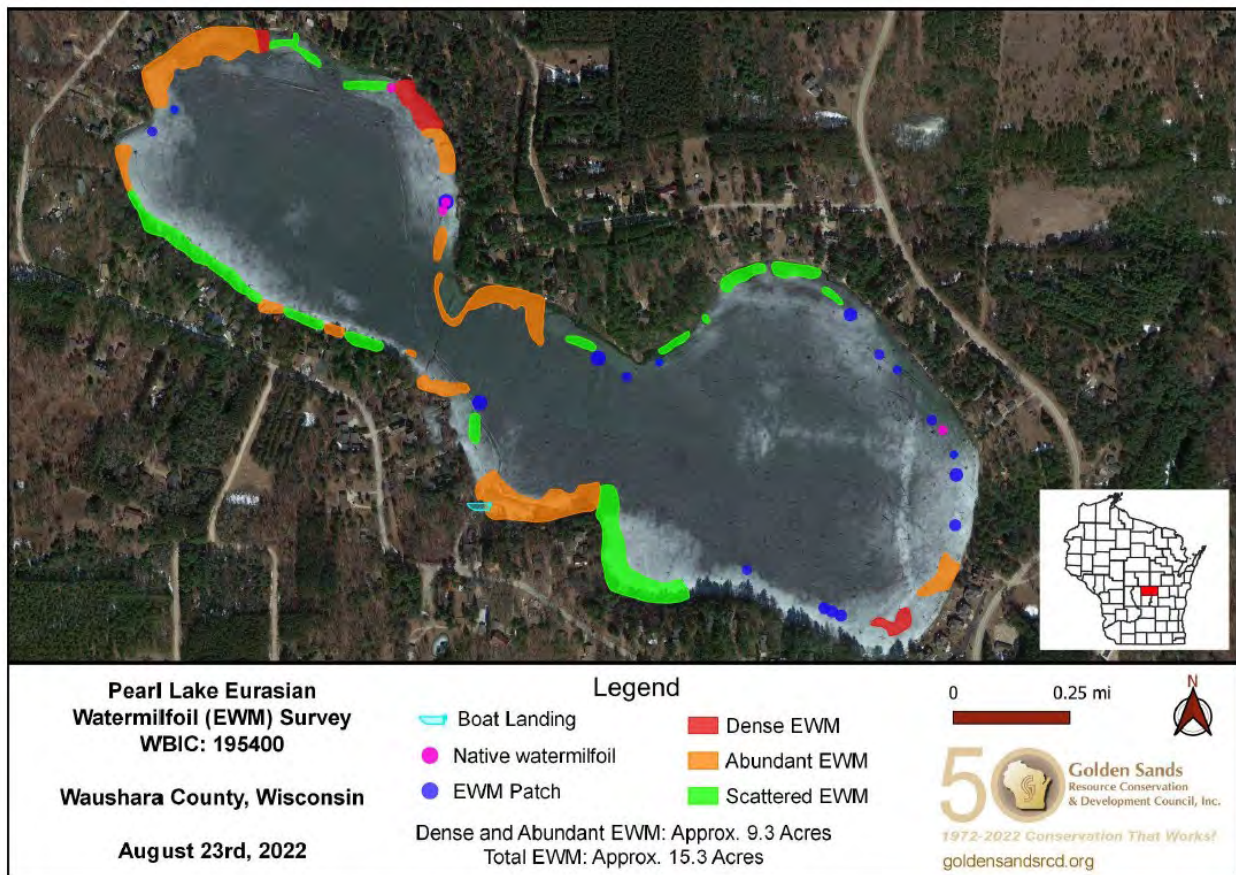 Pearl Lake Eurasian
Watermilfoil (EWM) Survey
WBIC: 195400
Waushara County, Wisconsin
August 23rd, 2022
Legend
Boat Landing
Native watermilfoil
EWM Patch
Dense EWM
Abundant EWM
Scattered EWM
Dense and Abundant EWM: Approx. 9.3 Acres
Total EWM: Approx. 15.3 Acres
0 0.25 mi
N
50
Golden Sands
Resource Conservation
& Development Council, Inc.
1972-2022 Conservation That Works!
goldensandsrcd.org